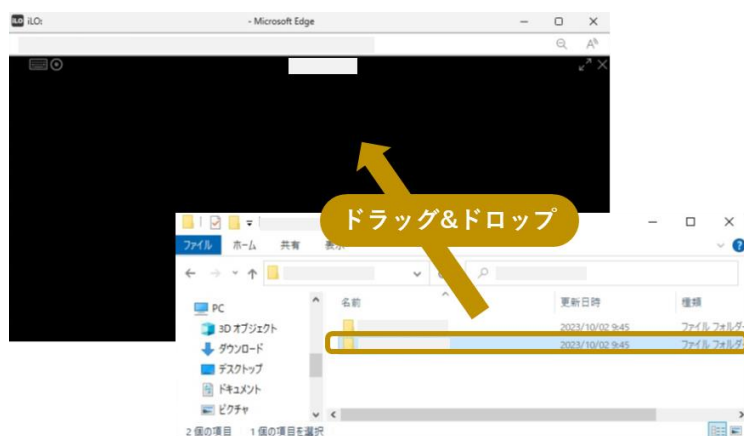 iLO iLO:
- Microsoft Edge
ドラッグ&ドロップ
ファイル ホーム 共有 表示
名前 更新日時 種類
PC
3D オブジェクト
ダウンロード
デスクトップ
ドキュメント
ピクチャ
2023/10/02 9:45 ファイル フォルダー
2023/10/02 9:45 ファイル フォルダー
2 個の項目 1 個の項目を選択